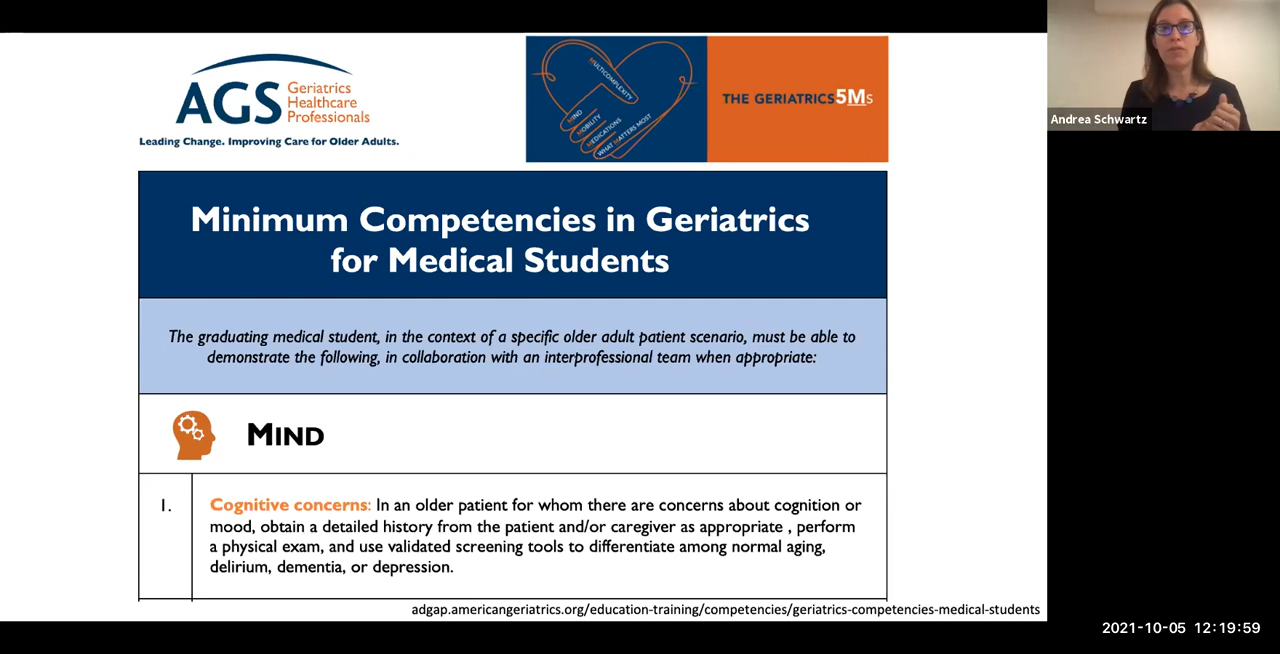 AGS Geriatrics
Healthcare
Professionals
Leading Change. Improving Care for Older Adults.
MULTICOMPLEXITY
MIND
MOBILITY
MEDICATIONS
WHAT MATTERS MOST
THE GERIATRICS 5Ms
Andrea Schwartz
Minimum Competencies in Geriatrics
for Medical Students
The graduating medical student, in the context of a specific older adult patient scenario, must be able to
demonstrate the following, in collaboration with an interprofessional team when appropriate:
MIND
1. Cognitive concerns: In an older patient for whom there are concerns about cognition or
mood, obtain a detailed history from the patient and/or caregiver as appropriate , perform
a physical exam, and use validated screening tools to differentiate among normal aging,
delirium, dementia, or depression.
adgap.americangeriatrics.org/education-training/competencies/geriatrics-competencies-medical-students
2021-10-05 12:19:59